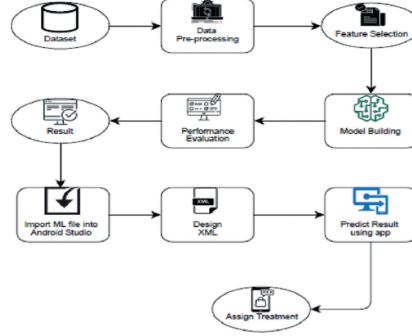 Dataset
Data
Pre-processing
Feature Selection
Result
Performance
Evaluation
Model Building
Import ML file into
Android Studio
XML
Design
XML
Predict Result
using app
Assign Treatment